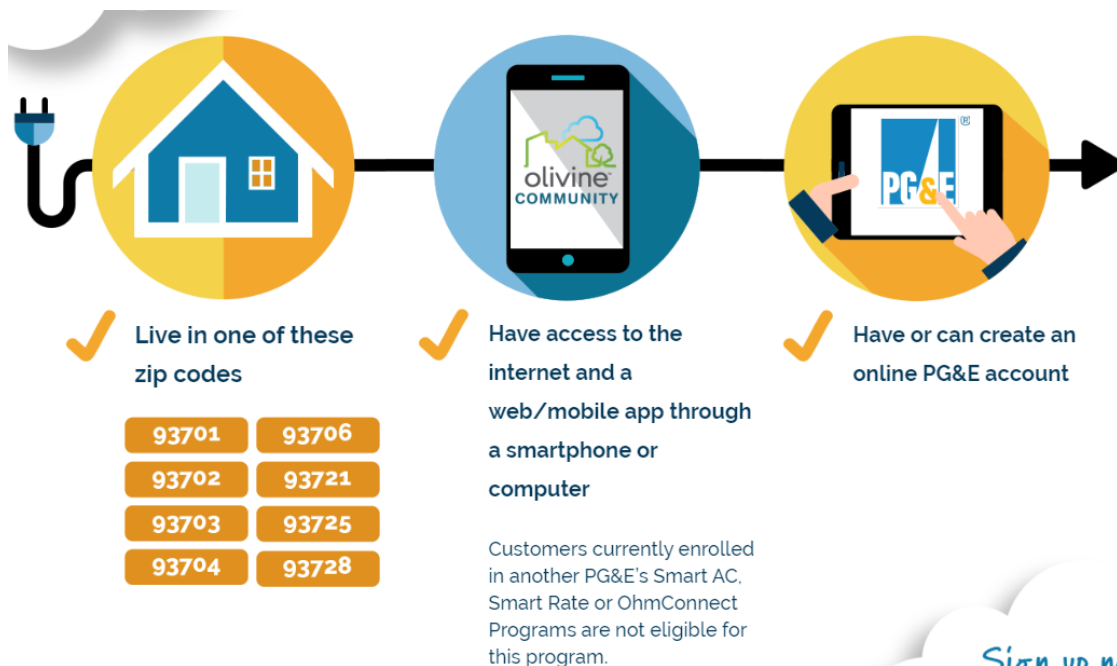 olivine
COMMUNITY
PG&E®
Live in one of these
zip codes
93701 93706
93702 93721
93703 93725
93704 93728
Have access to the
internet and a
web/mobile app through
a smartphone or
computer
Customers currently enrolled
in another PG&E’s Smart AC,
Smart Rate or OhmConnect
Programs are not eligible for
this program.
Have or can create an
online PG&E account
Sign up